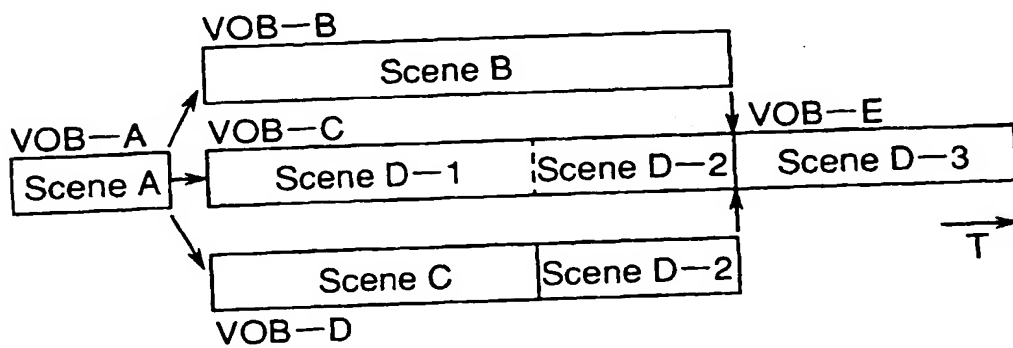 VOB—B
Scene B
VOB—A
VOB—C
VOB—E
Scene A
Scene D—1
Scene D—2
Scene D—3
T
Scene C
Scene D—2
VOB—D